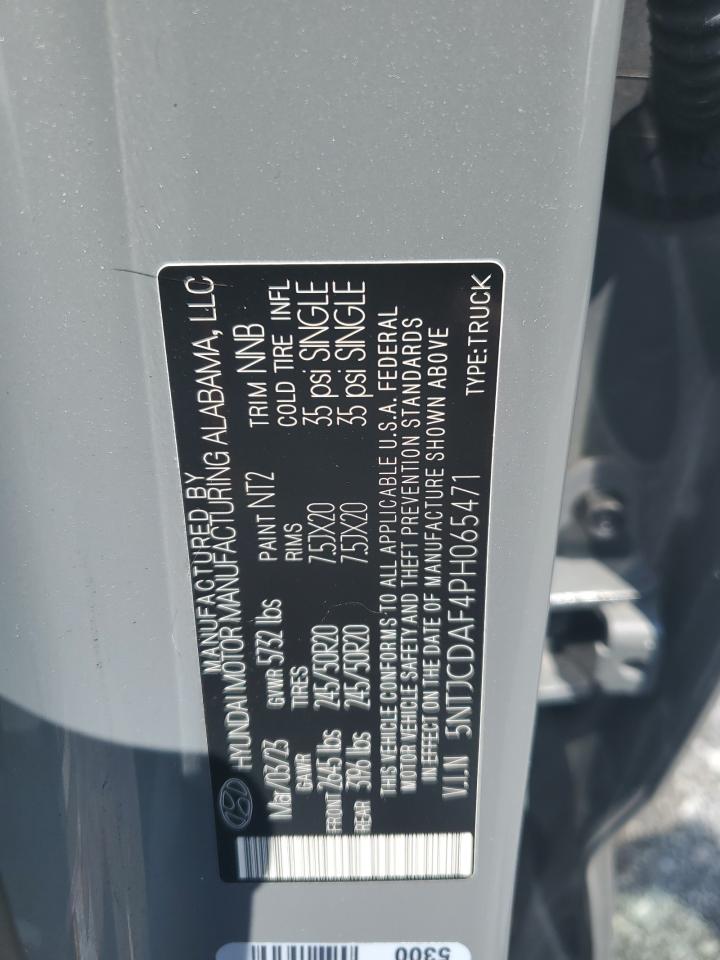 MANUFACTURED BY
HYUNDAI MOTOR MANUFACTURING ALABAMA, LLC
Mar/03/23 GVWR 5732 lbs PAINT NT2 TRIM NNB
GAWR TIRES RIMS COLD TIRE INFL
FRONT 2645 lbs 245/50R20 7.5JX20 35 psi SINGLE
REAR 3196 lbs 245/50R20 7.5JX20 35 psi SINGLE
THIS VEHICLE CONFORMS TO ALL APPLICABLE U.S.A. FEDERAL
MOTOR VEHICLE SAFETY AND THEFT PREVENTION STANDARDS
IN EFFECT ON THE DATE OF MANUFACTURE SHOWN ABOVE
V.I.N 5NTJCDAF4PH065471
TYPE:TRUCK
5300